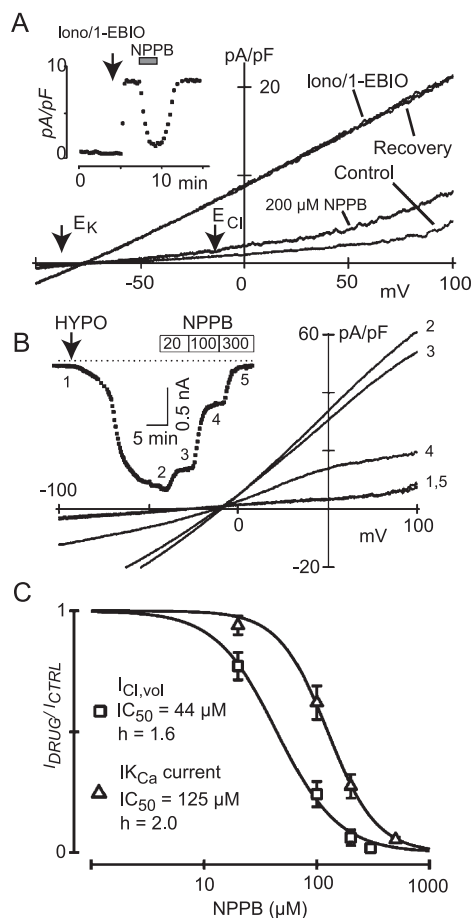 A
Iono/1-EBIO
NPPB
10
5
0
pA/pF
0
10
min
pA/pF
20
Iono/1-EBIO
Recovery
Control
200 µM NPPB
E_K
E_Cl
-50
0
50
100
mV
B
HYPO
NPPB
20 100 300
1
2
3
4
5
5 min
0.5 nA
60
pA/pF
2
3
4
1,5
-100
0
100
mV
-20
C
1
0
I_DRUG/I_CTRL
I_Cl,vol
IC_50 = 44 µM
h = 1.6
IK_Ca current
IC_50 = 125 µM
h = 2.0
10
100
1000
NPPB (µM)